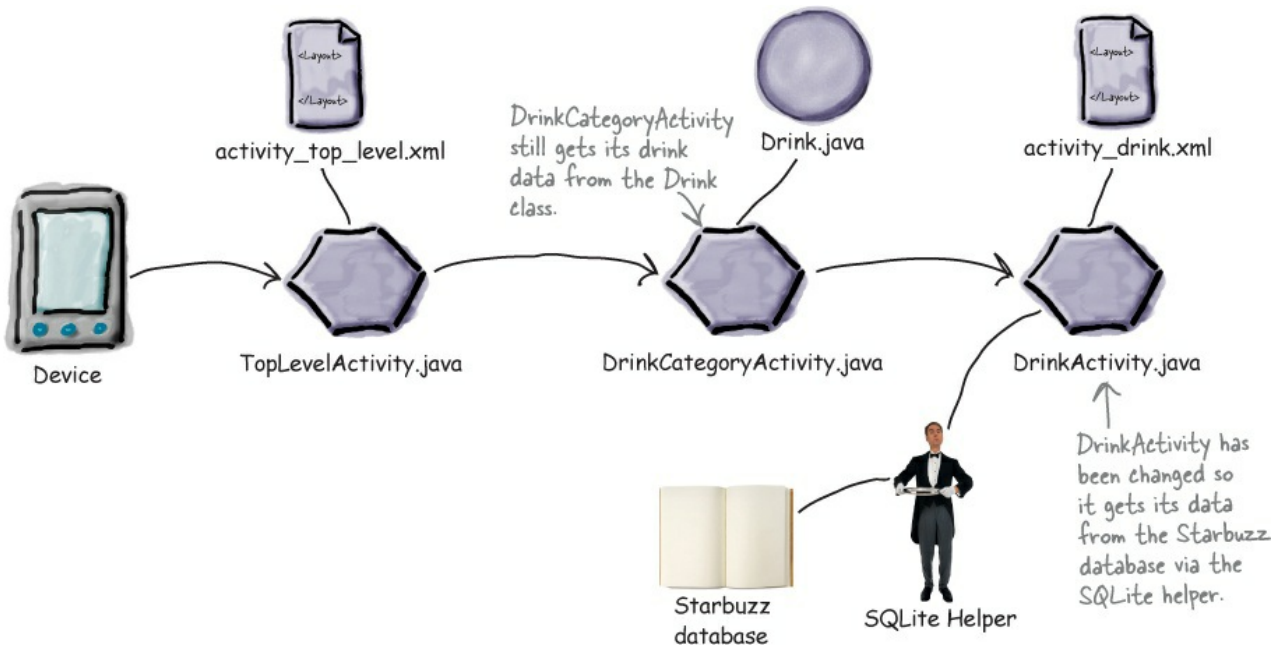 <Layout>
</Layout>
activity_top_level.xml
DrinkCategoryActivity
still gets its drink
data from the Drink
class.
Drink.java
<Layout>
</Layout>
activity_drink.xml
Device
TopLevelActivity.java
DrinkCategoryActivity.java
DrinkActivity.java
DrinkActivity has
been changed so
it gets its data
from the Starbuzz
database via the
SQLite helper.
Starbuzz
database
SQLite Helper